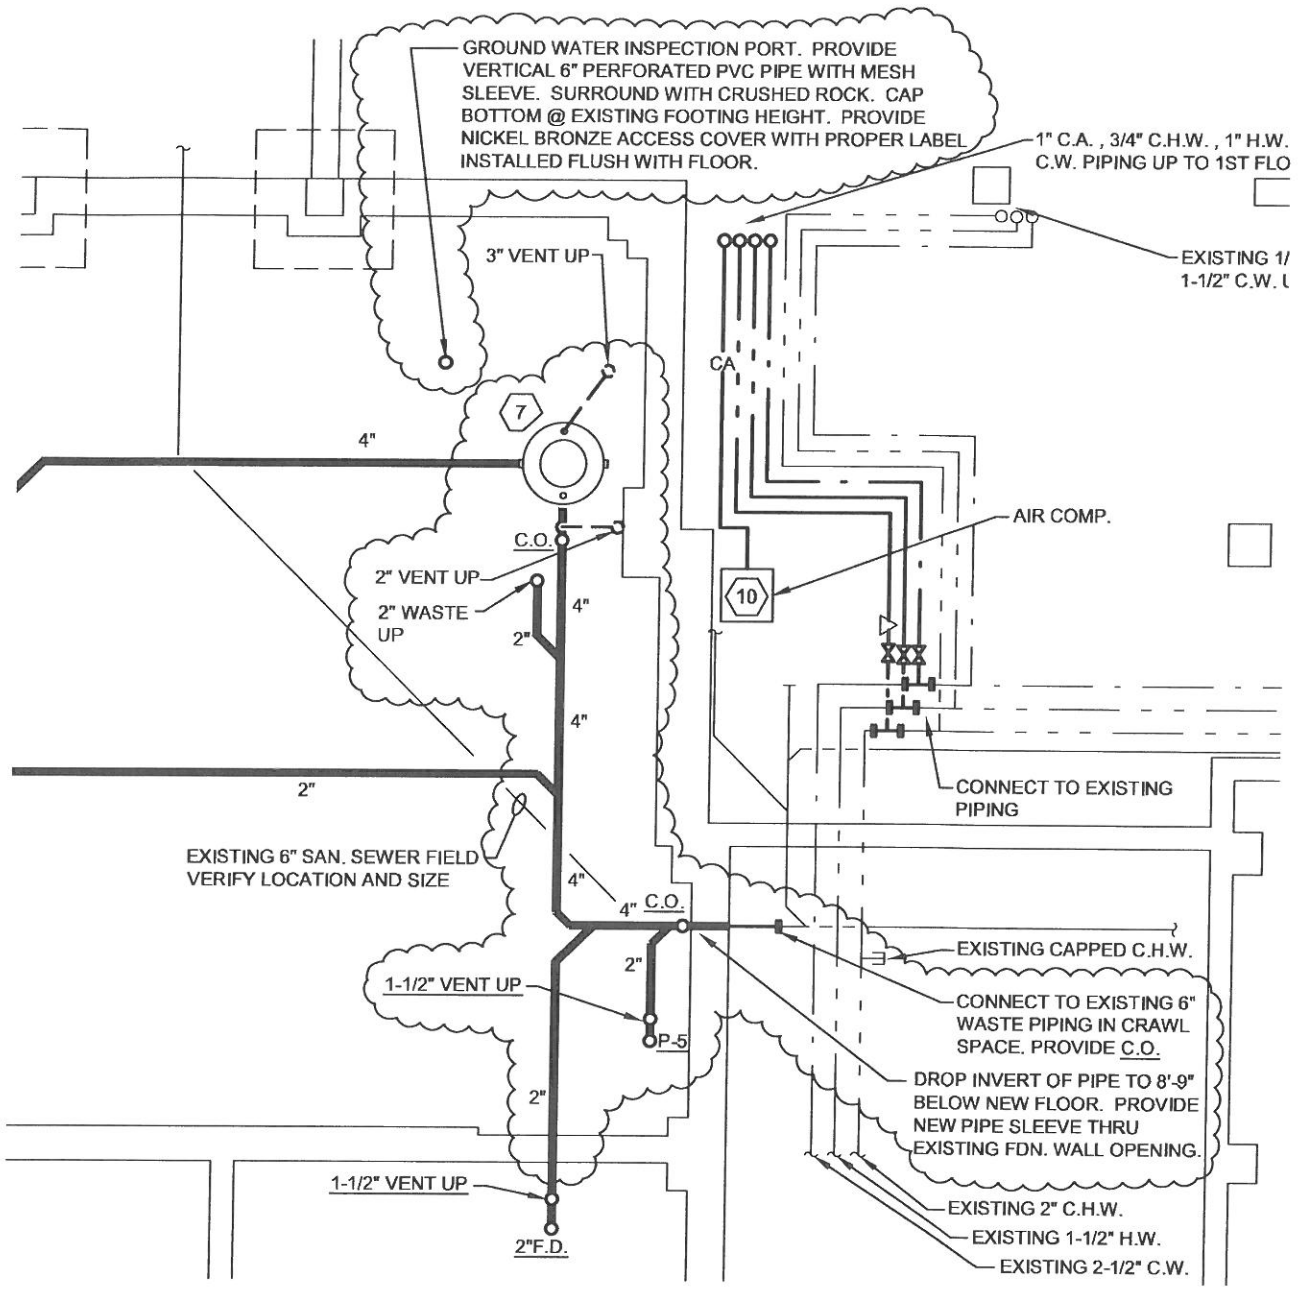 GROUND WATER INSPECTION PORT. PROVIDE
VERTICAL 6" PERFORATED PVC PIPE WITH MESH
SLEEVE. SURROUND WITH CRUSHED ROCK. CAP
BOTTOM @ EXISTING FOOTING HEIGHT. PROVIDE
NICKEL BRONZE ACCESS COVER WITH PROPER LABEL
INSTALLED FLUSH WITH FLOOR.
1" C.A. , 3/4" C.H.W. , 1" H.W.
C.W. PIPING UP TO 1ST FLO
3" VENT UP
EXISTING 1/
1-1/2" C.W. U
CA
7
4"
AIR COMP.
C.O.
2" VENT UP
10
2" WASTE
UP
4"
2"
4"
2"
CONNECT TO EXISTING
PIPING
EXISTING 6" SAN. SEWER FIELD
VERIFY LOCATION AND SIZE
4"
4"
C.O.
EXISTING CAPPED C.H.W.
2"
1-1/2" VENT UP
CONNECT TO EXISTING 6"
WASTE PIPING IN CRAWL
SPACE. PROVIDE C.O.
P-5
DROP INVERT OF PIPE TO 8'-9"
BELOW NEW FLOOR. PROVIDE
NEW PIPE SLEEVE THRU
EXISTING FDN. WALL OPENING.
2"
1-1/2" VENT UP
EXISTING 2" C.H.W.
EXISTING 1-1/2" H.W.
EXISTING 2-1/2" C.W.
2"F.D.